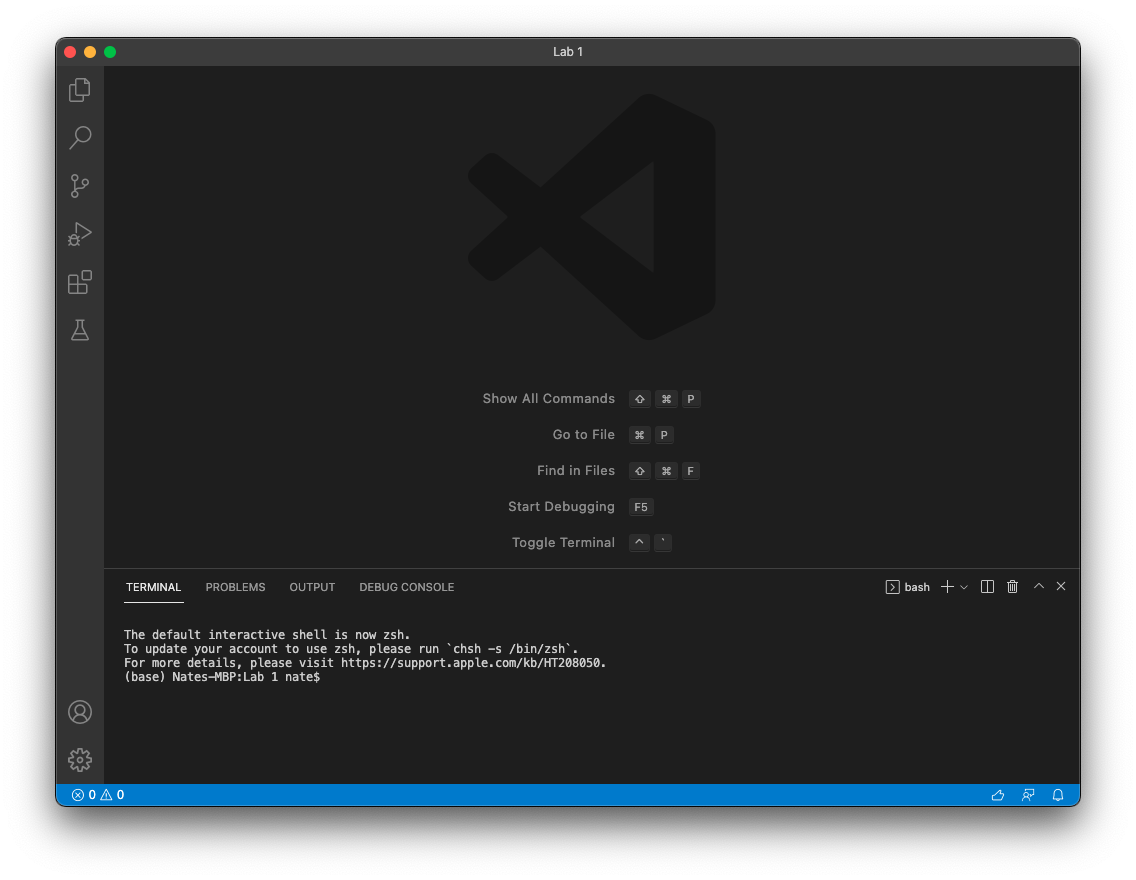 Lab 1
Show All Commands ⇧ ⌘ P
Go to File ⌘ P
Find in Files ⇧ ⌘ F
Start Debugging F5
Toggle Terminal ^ `
TERMINAL PROBLEMS OUTPUT DEBUG CONSOLE bash
The default interactive shell is now zsh.
To update your account to use zsh, please run `chsh -s /bin/zsh`.
For more details, please visit https://support.apple.com/kb/HT208050.
(base) Nates-MBP:Lab 1 nate$
0 0